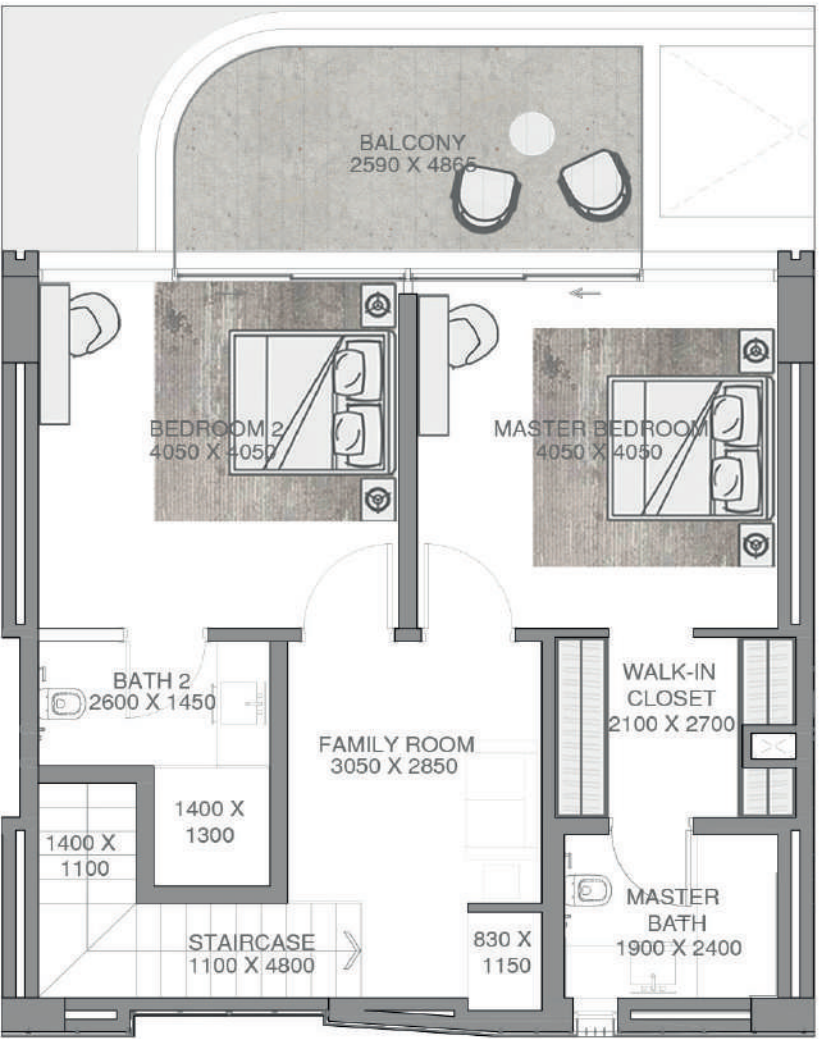 BALCONY
2590 X 4865
BEDROOM 2
4050 X 4050
MASTER BEDROOM
4050 X 4050
BATH 2
2600 X 1450
WALK-IN
CLOSET
2100 X 2700
FAMILY ROOM
3050 X 2850
1400 X
1300
1400 X
1100
MASTER
BATH
1900 X 2400
STAIRCASE
1100 X 4800
830 X
1150